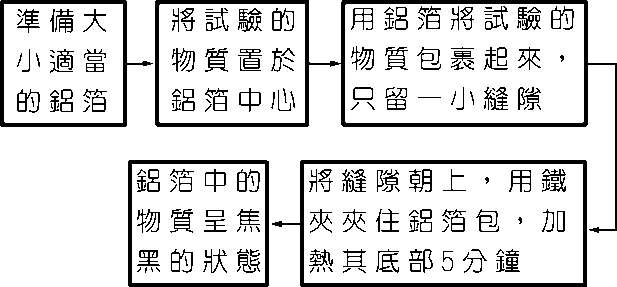 準備大
小適當
的鋁箔
將試驗的
物質置於
鋁箔中心
用鋁箔將試驗的
物質包裹起來，
只留一小縫隙
將縫隙朝上，用鐵
夾夾住鋁箔包，加
熱其底部5分鐘
鋁箔中的
物質呈焦
黑的狀態